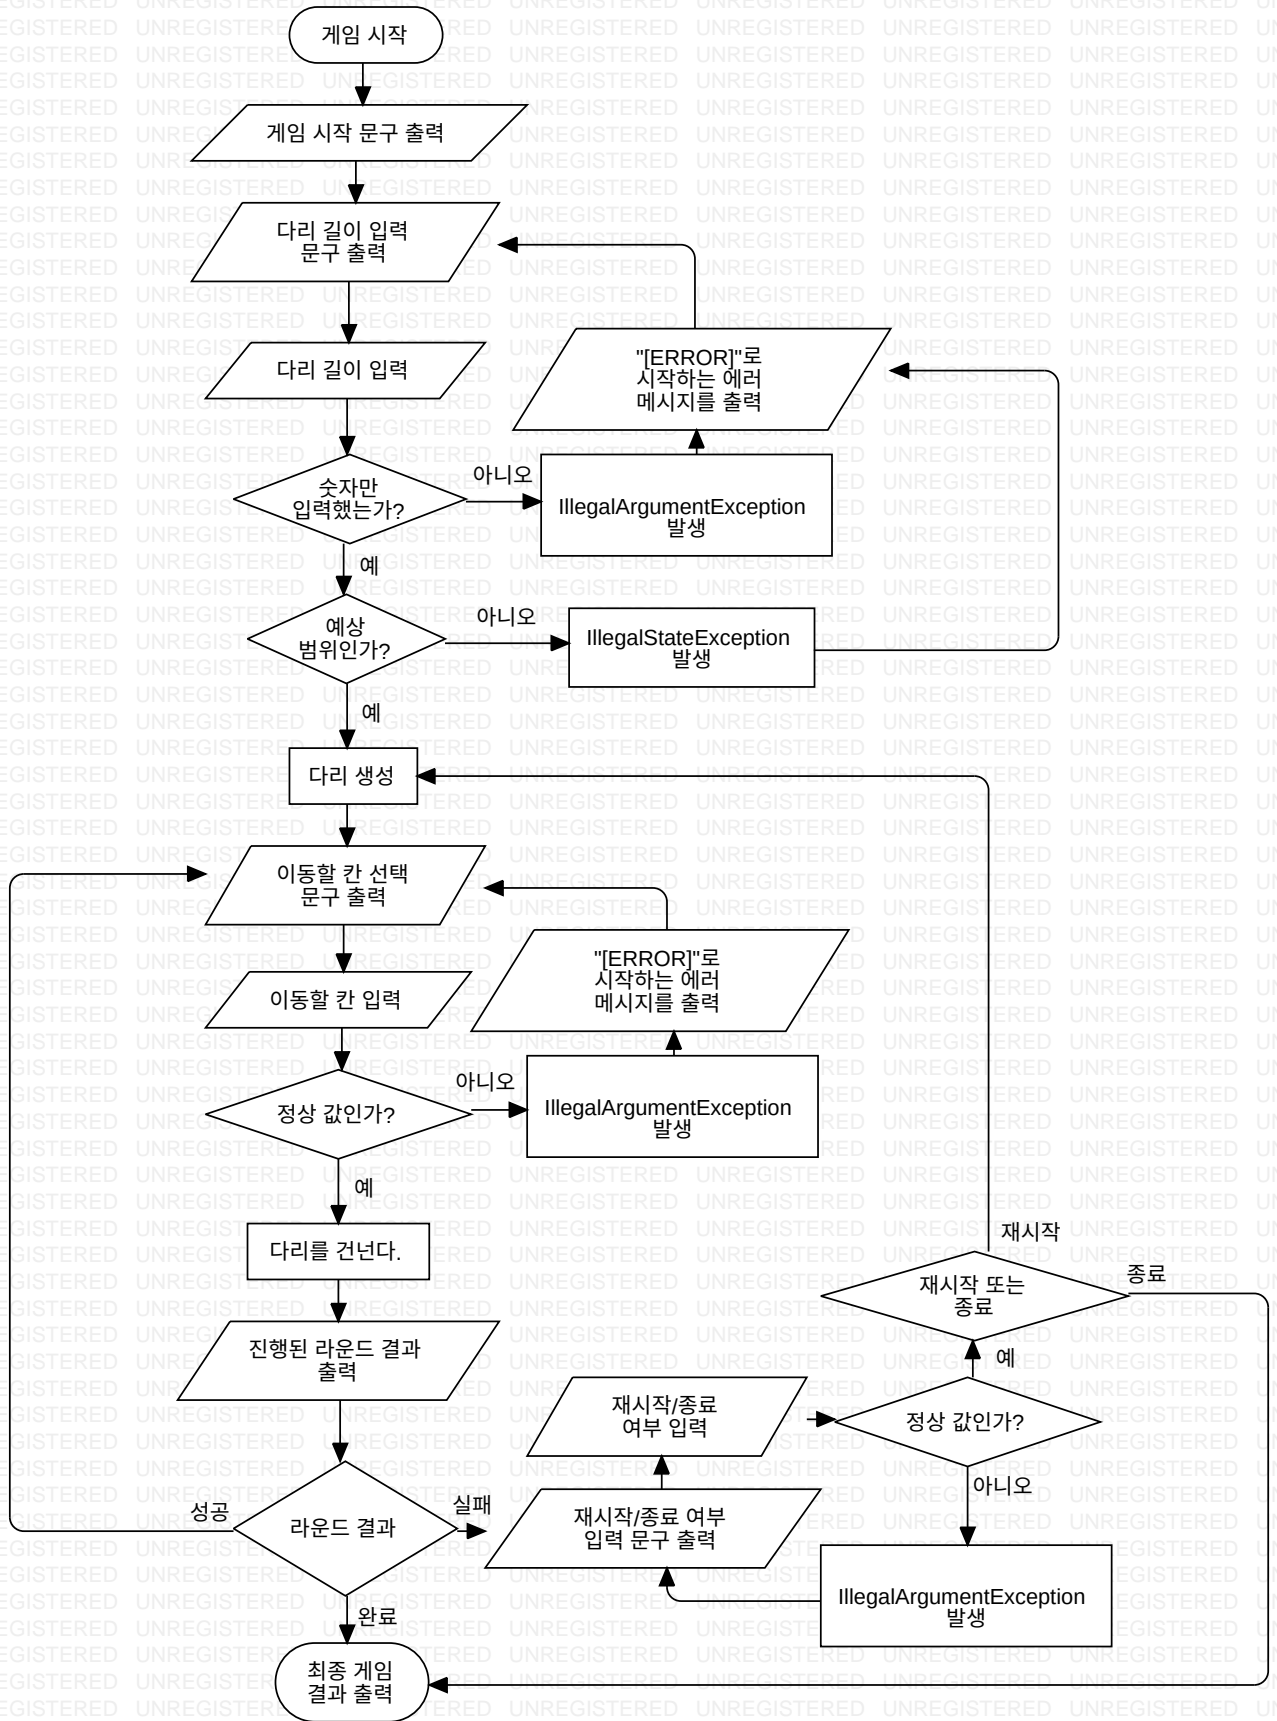 게임 시작
게임 시작 문구 출력
다리 길이 입력
문구 출력
다리 길이 입력
"[ERROR]"로
시작하는 에러
메시지를 출력
숫자만
입력했는가?
아니오
IllegalArgumentException
발생
예
예상
범위인가?
아니오
IllegalStateException
발생
예
다리 생성
이동할 칸 선택
문구 출력
"[ERROR]"로
시작하는 에러
메시지를 출력
이동할 칸 입력
정상 값인가?
아니오
IllegalArgumentException
발생
예
다리를 건넌다.
진행된 라운드 결과
출력
라운드 결과
성공
실패
완료
재시작/종료 여부
입력 문구 출력
재시작/종료
여부 입력
정상 값인가?
아니오
IllegalArgumentException
발생
예
재시작 또는
종료
재시작
종료
최종 게임
결과 출력
UNREGISTERED